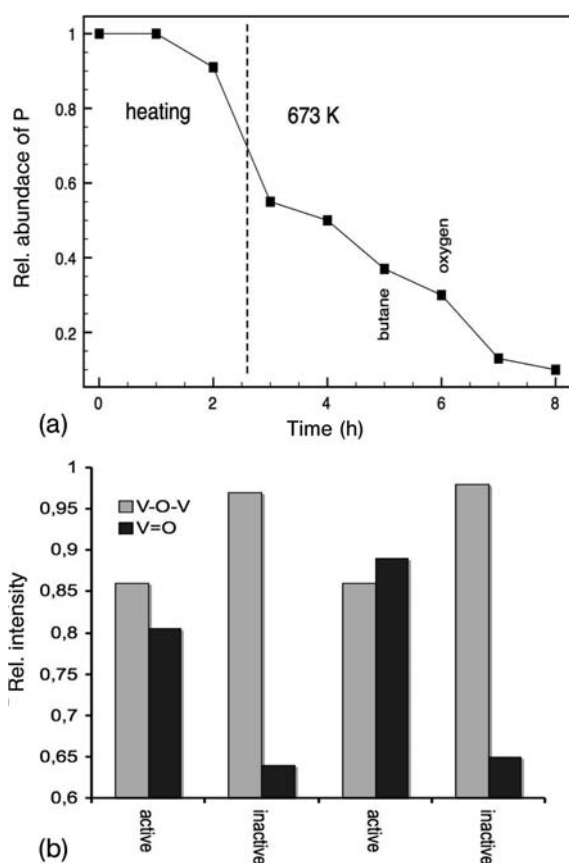 1
0.8
0.6
0.4
0.2
Rel. abundace of P
heating
673 K
butane
oxygen
0
2
4
6
8
Time (h)
(a)
1
0,95
0,9
0,85
0,8
0,75
0,7
0,65
0,6
Rel. intensity
V-O-V
V=O
active
inactive
active
inactive
(b)